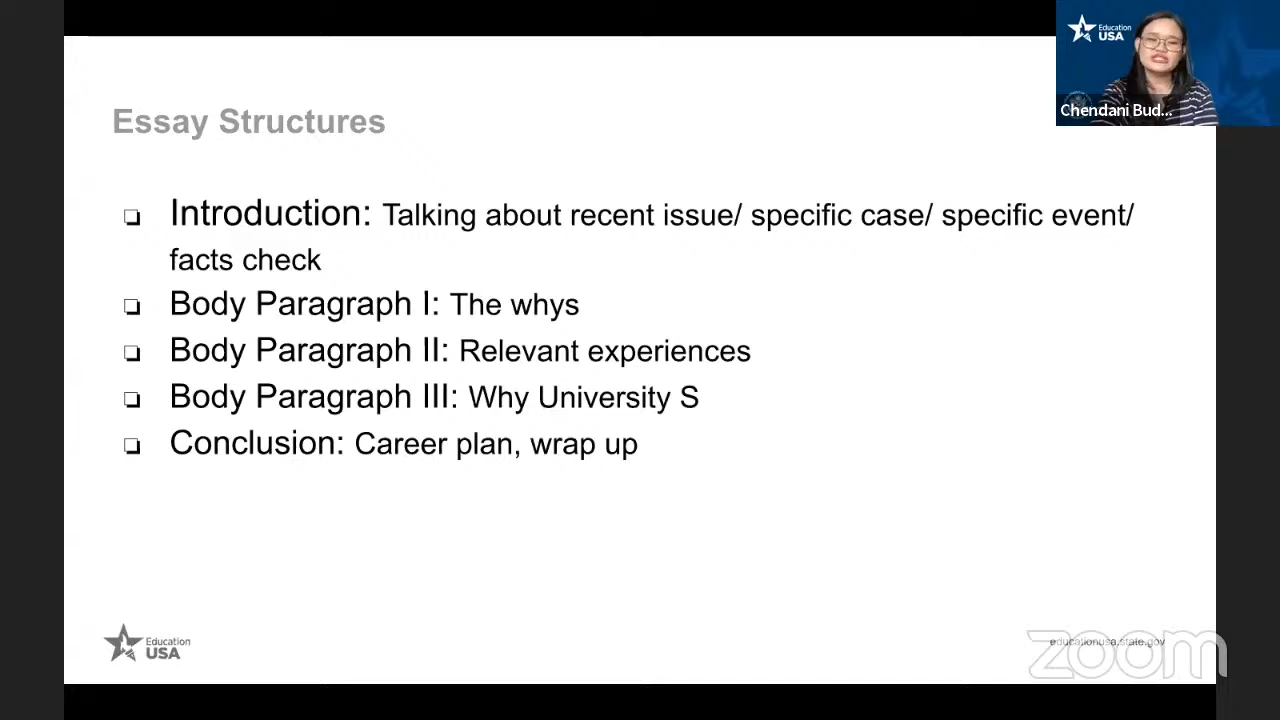 Education
USA
Chendani Bud...
Essay Structures
❏ Introduction: Talking about recent issue/ specific case/ specific event/
facts check
❏ Body Paragraph I: The whys
❏ Body Paragraph II: Relevant experiences
❏ Body Paragraph III: Why University S
❏ Conclusion: Career plan, wrap up
Education
USA
educationusa.state.gov
zoom